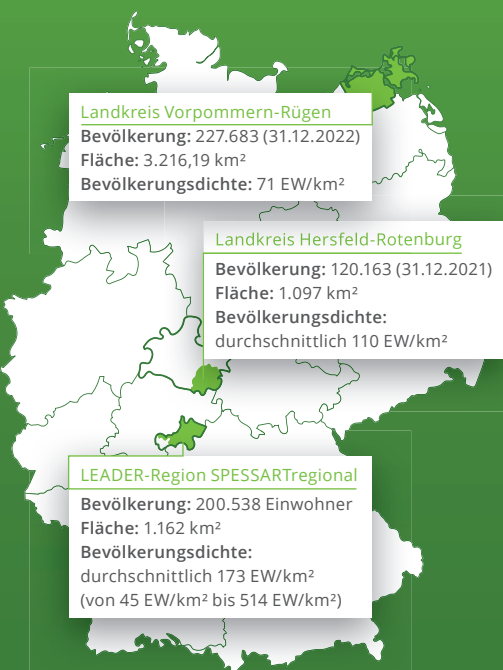 Landkreis Vorpommern-Rügen
Bevölkerung: 227.683 (31.12.2022)
Fläche: 3.216,19 km²
Bevölkerungsdichte: 71 EW/km²
Landkreis Hersfeld-Rotenburg
Bevölkerung: 120.163 (31.12.2021)
Fläche: 1.097 km²
Bevölkerungsdichte:
durchschnittlich 110 EW/km²
LEADER-Region SPESSARTregional
Bevölkerung: 200.538 Einwohner
Fläche: 1.162 km²
Bevölkerungsdichte:
durchschnittlich 173 EW/km²
(von 45 EW/km² bis 514 EW/km²)